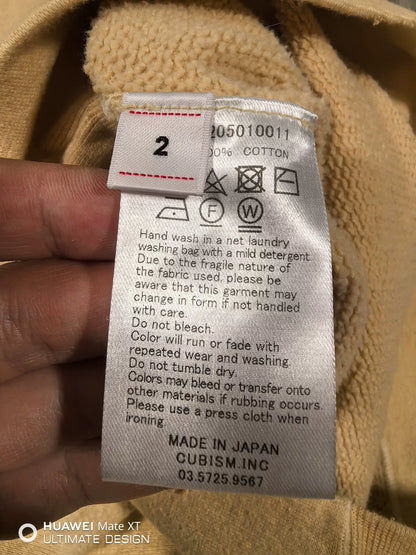 2
205010011
00% COTTON
F
W
Hand wash in a net laundry
washing bag with a mild detergent.
Due to the fragile nature of
the fabric used, please be
aware that this garment may
change in form if not handled
with care.
Do not bleach.
Color will run or fade with
repeated wear and washing.
Do not tumble dry.
Colors may bleed or transfer onto
other materials if rubbing occurs.
Please use a press cloth when
ironing.
MADE IN JAPAN
CUBISM.INC
03.5725.9567
HUAWEI Mate XT
ULTIMATE DESIGN